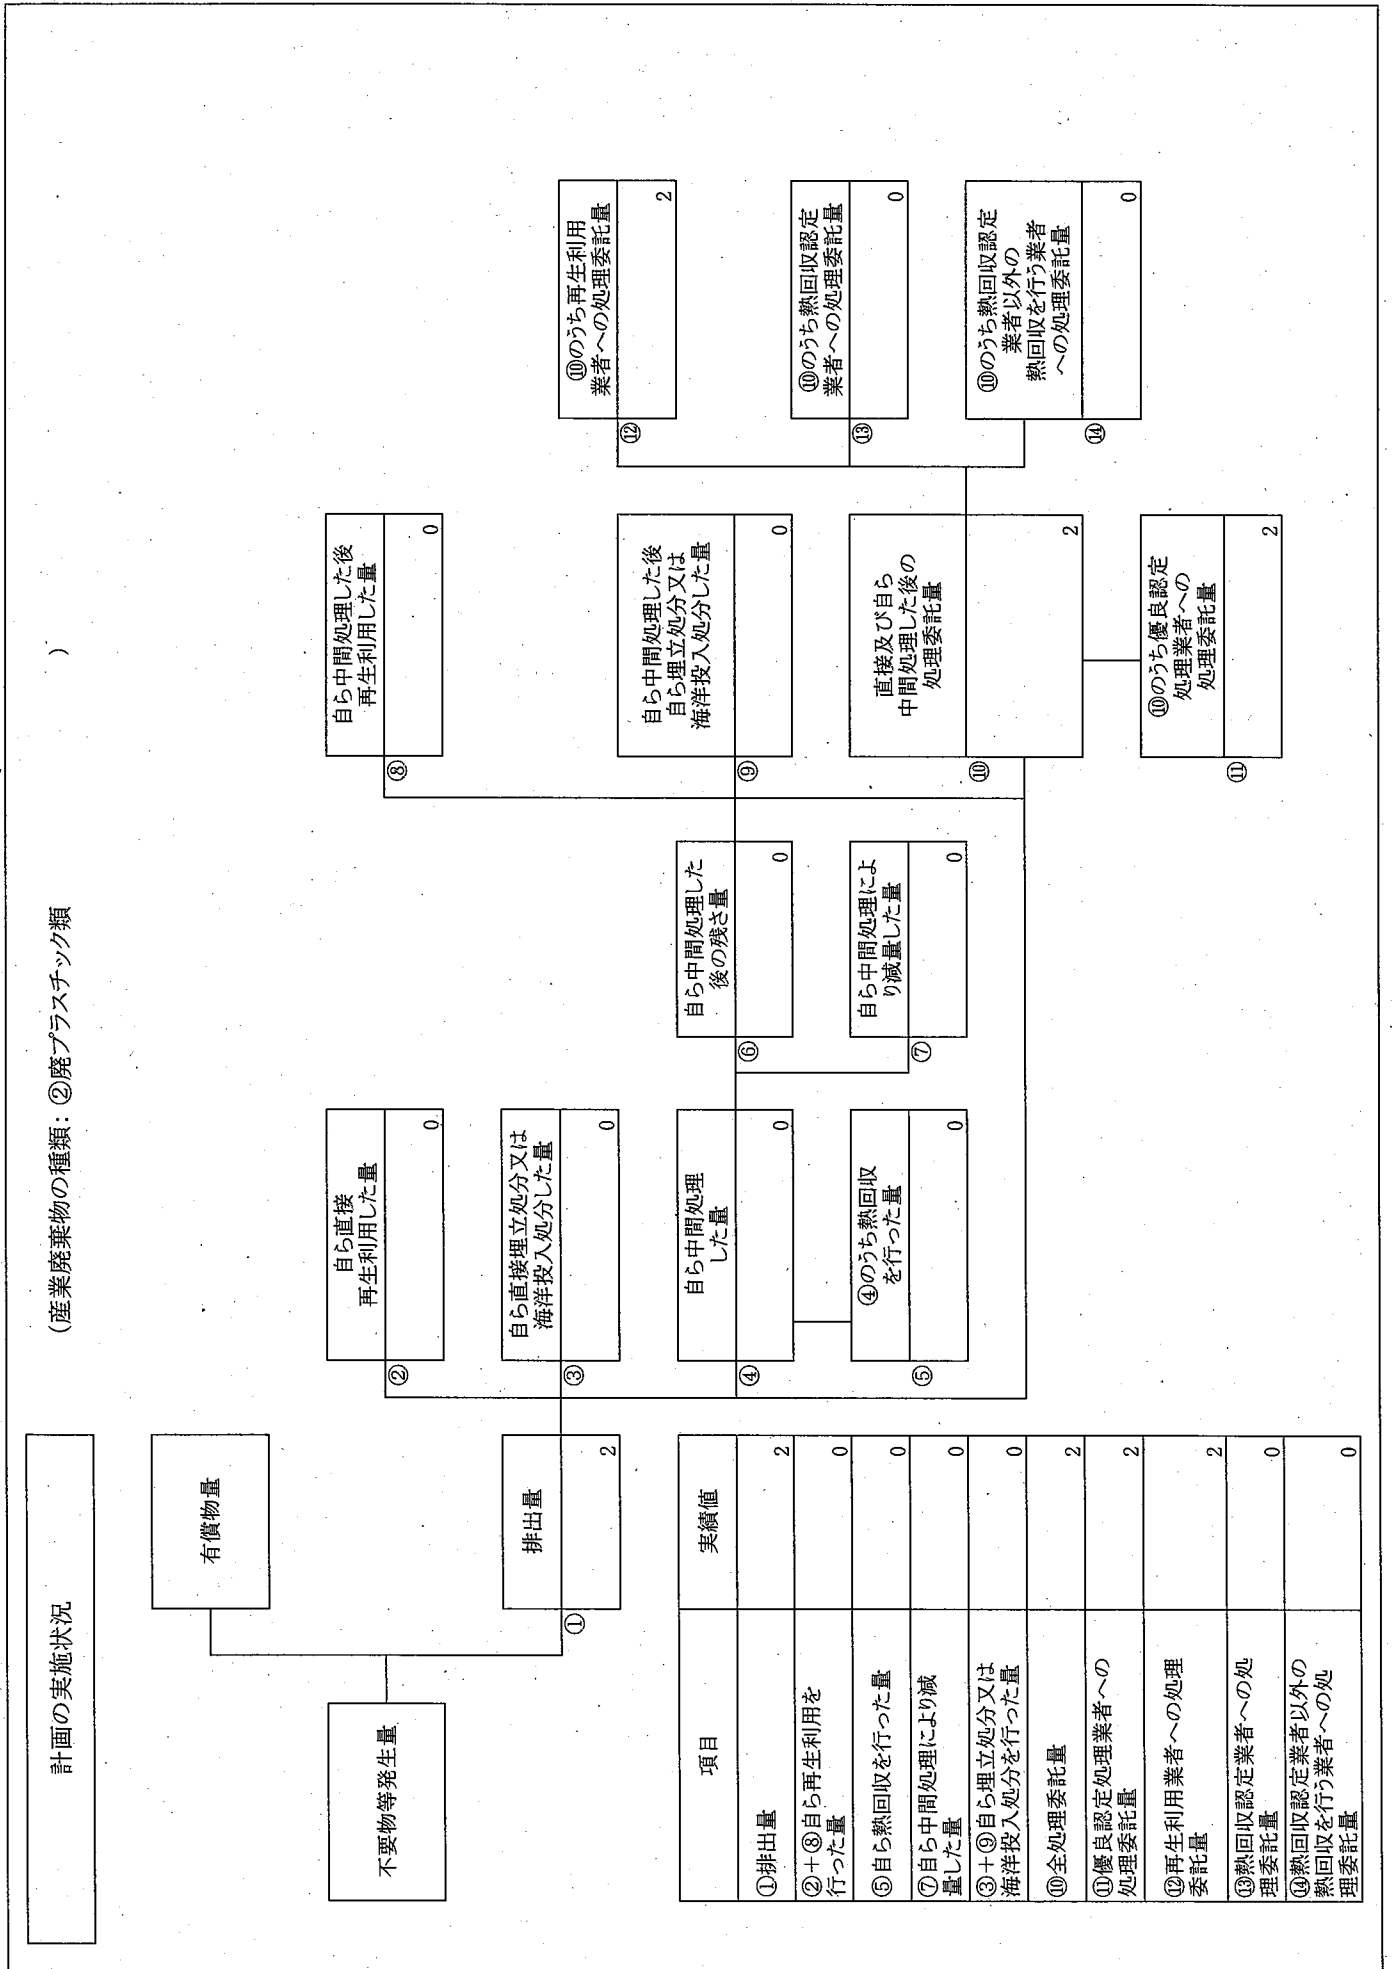 計画の実施状況
(産業廃棄物の種類：②廃プラスチック類　　　)
不要物等発生量
有償物量
①
排出量
2
②
自ら直接
再生利用した量
0
③
自ら直接埋立処分又は
海洋投入処分した量
0
④
自ら中間処理
した量
0
⑤
④のうち熱回収
を行った量
0
⑥
自ら中間処理した
後の残さ量
0
⑦
自ら中間処理によ
り減量した量
0
⑧
自ら中間処理した後
再生利用した量
0
⑨
自ら中間処理した後
自ら埋立処分又は
海洋投入処分した量
0
⑩
直接及び自ら
中間処理した後の
処理委託量
2
⑪
⑩のうち優良認定
処理業者への
処理委託量
2
⑫
⑩のうち再生利用
業者への処理委託量
2
⑬
⑩のうち熱回収認定
業者への処理委託量
0
⑭
⑩のうち熱回収認定
業者以外の
熱回収を行う業者
への処理委託量
0
項目 実績値
①排出量 2
②+⑧自ら再生利用を
行った量 0
⑤自ら熱回収を行った量 0
⑦自ら中間処理により減
量した量 0
③+⑨自ら埋立処分又は
海洋投入処分を行った量 0
⑩全処理委託量 2
⑪優良認定処理業者への
処理委託量 2
⑫再生利用業者への処理
委託量 2
⑬熱回収認定業者への処
理委託量 0
⑭熱回収認定業者以外の
熱回収を行う業者への処
理委託量 0